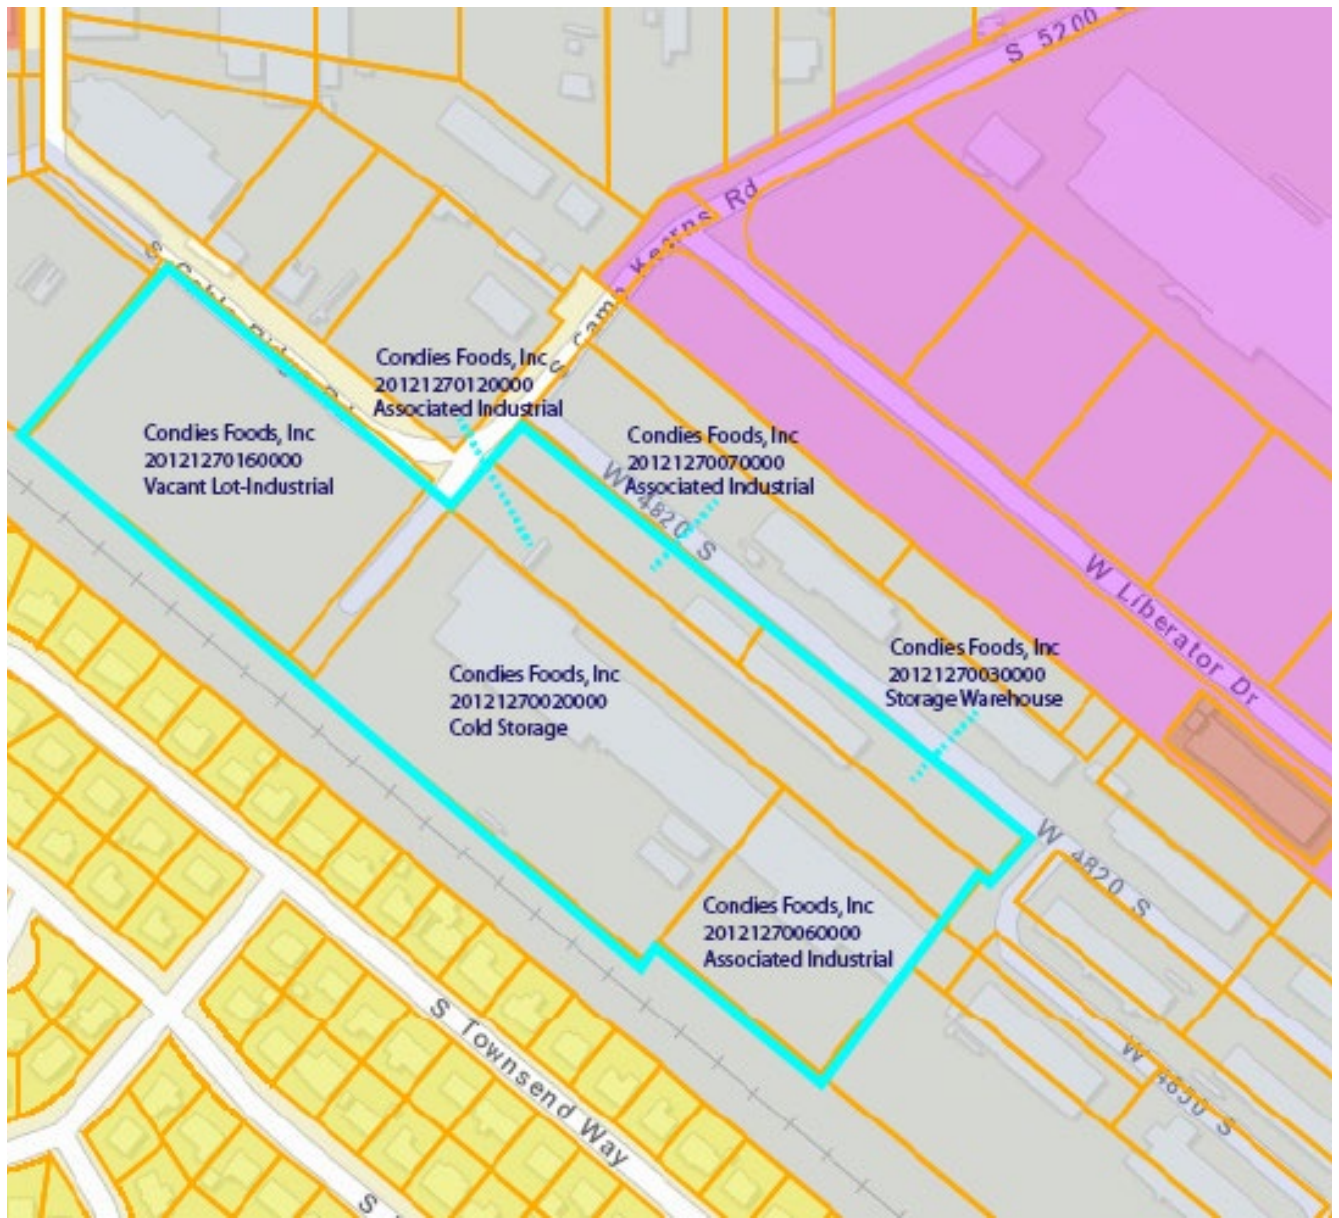 S 5200
S Camp Kearns Rd
Condies Foods, Inc
20121270120000
Associated Industrial
Condies Foods, Inc
20121270160000
Vacant Lot-Industrial
Condies Foods, Inc
20121270070000
Associated Industrial
W 4820 S
W Liberator Dr
Condies Foods, Inc
20121270030000
Storage Warehouse
Condies Foods, Inc
20121270020000
Cold Storage
W 4820 S
Condies Foods, Inc
20121270060000
Associated Industrial
S Townsend Way
W 4830 S
S